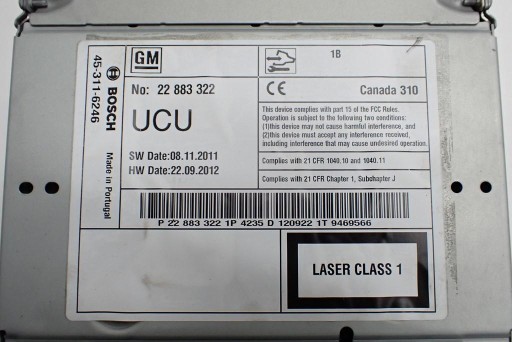 GM
1B
No: 22 883 322
CE
Canada 310
UCU
This device complies with part 15 of the FCC Rules.
Operation is subject to the following two conditions:
(1)this device may not cause harmful interference, and
(2)this device must accept any interference received,
including interference that may cause undesired operation.
SW Date:08.11.2011
HW Date:22.09.2012
Complies with 21 CFR 1040.10 and 1040.11
Complies with 21 CFR Chapter 1, Subchapter J
P 22 883 322 1P 4235 D 120922 1T 9469566
LASER CLASS 1
BOSCH
Made in Portugal
45-311-6246